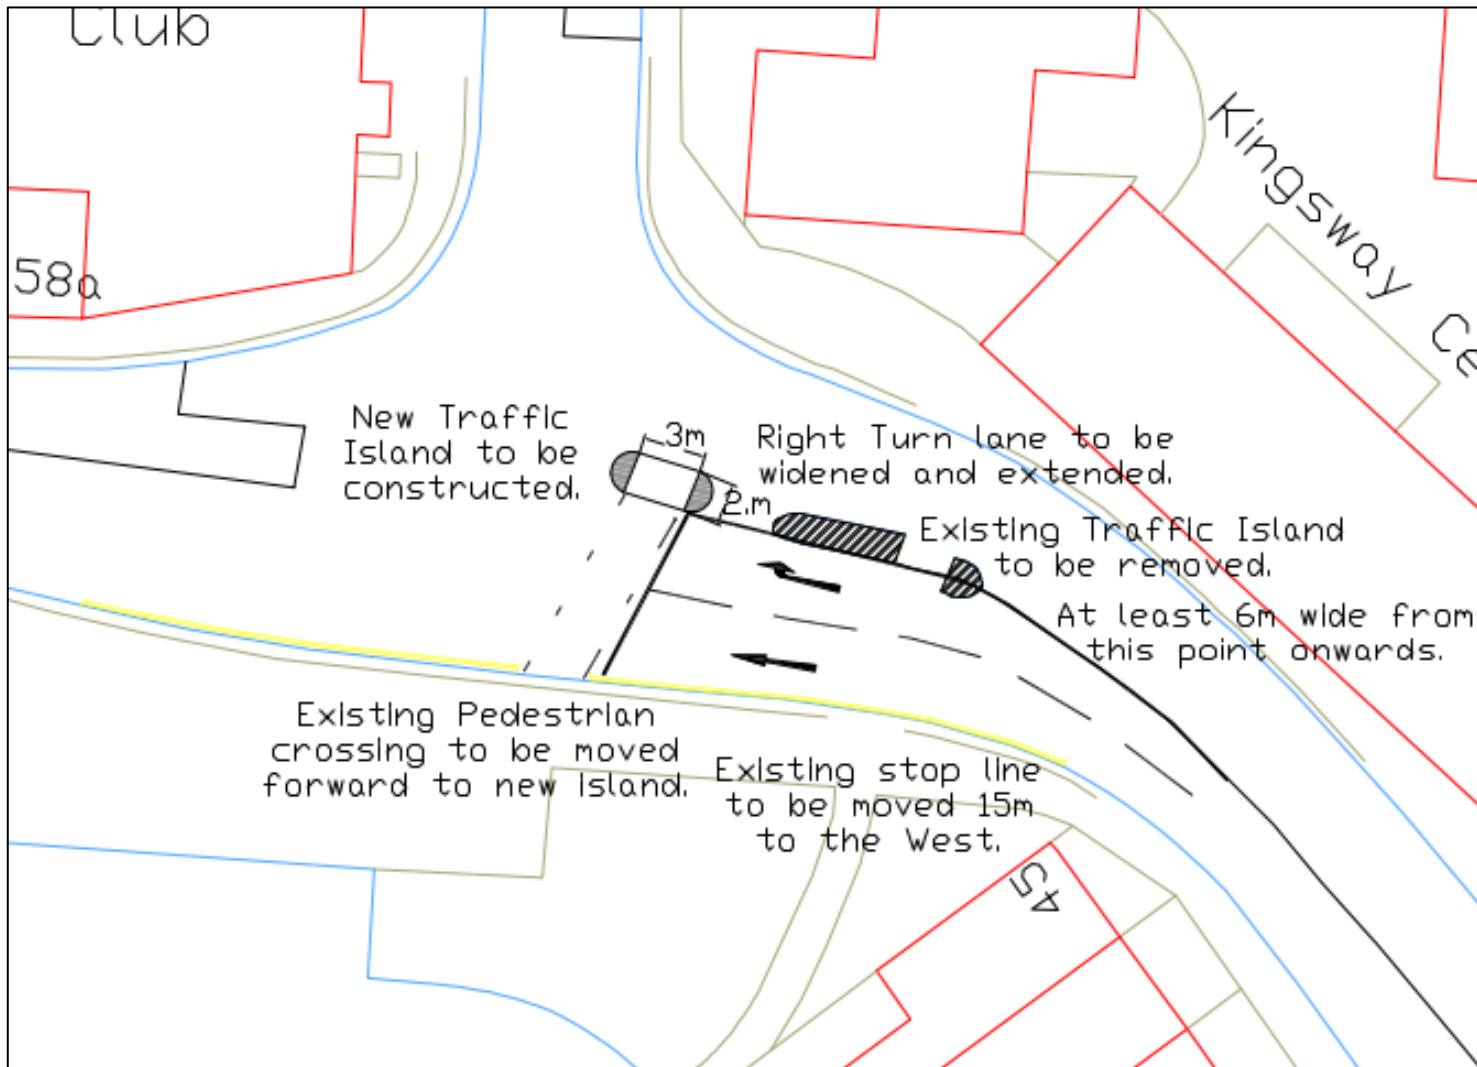 Club
Kingsway Ce
58a
New Traffic
Island to be
constructed.
3m
2.m
Right Turn lane to be
widened and extended.
Existing Traffic Island
to be removed.
At least 6m wide from
this point onwards.
Existing Pedestrian
crossing to be moved
forward to new island.
Existing stop line
to be moved 15m
to the West.
45